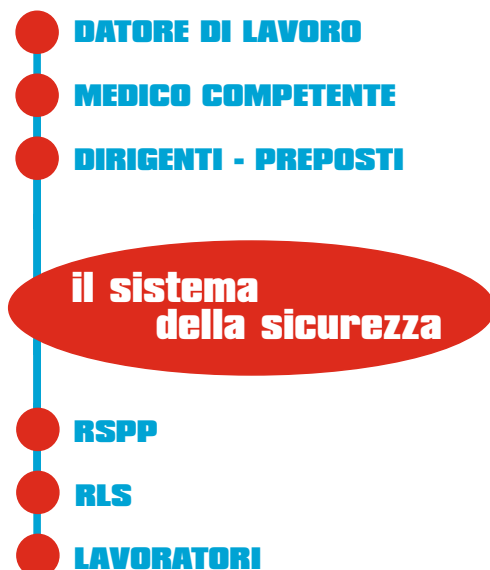 DATORE DI LAVORO
MEDICO COMPETENTE
DIRIGENTI - PREPOSTI
il sistema
della sicurezza
RSPP
RLS
LAVORATORI